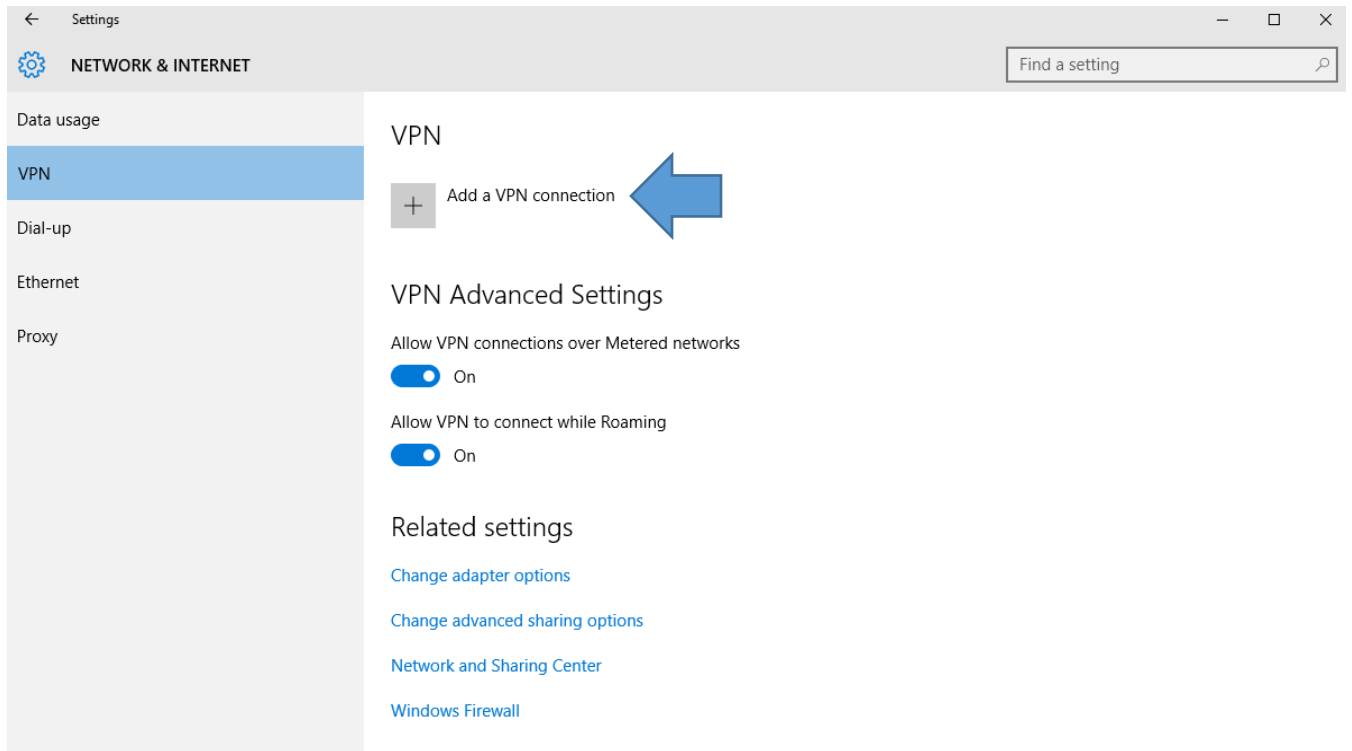 Settings
NETWORK & INTERNET
Find a setting
Data usage
VPN
Dial-up
Ethernet
Proxy
VPN
Add a VPN connection
VPN Advanced Settings
Allow VPN connections over Metered networks
On
Allow VPN to connect while Roaming
On
Related settings
Change adapter options
Change advanced sharing options
Network and Sharing Center
Windows Firewall